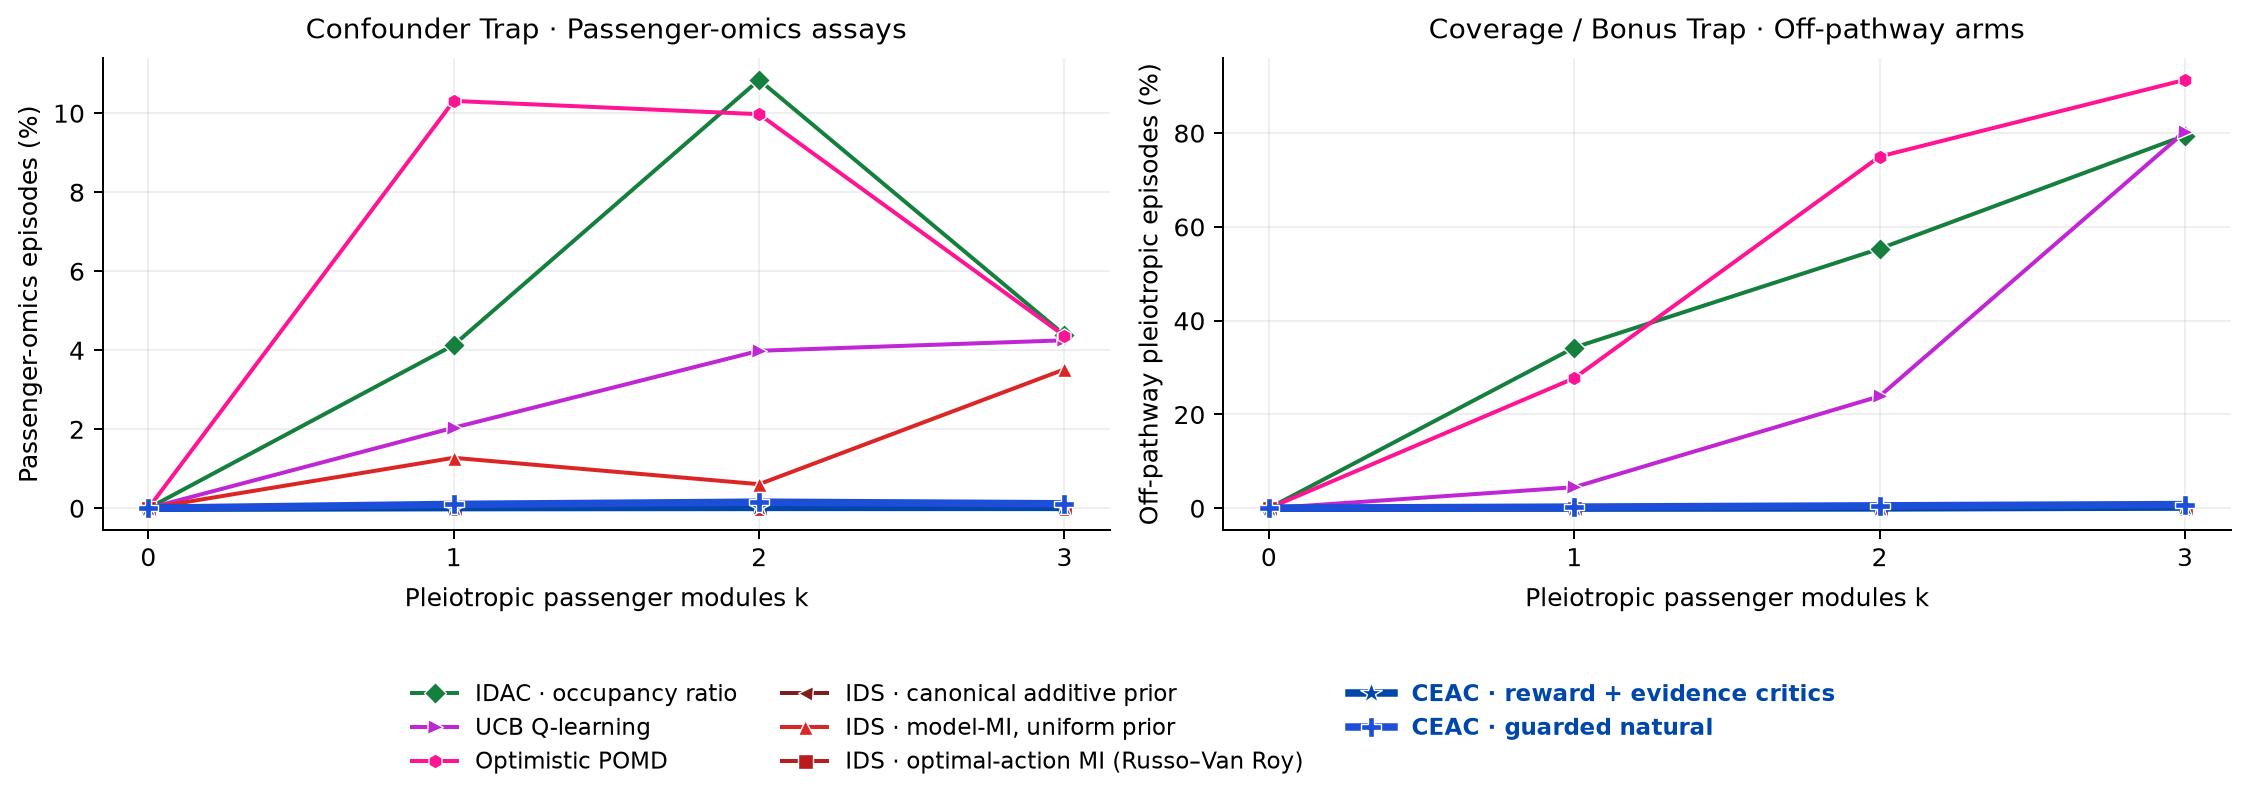 Confounder Trap · Passenger-omics assays
Passenger-omics episodes (%)
10
8
6
4
2
0
0 1 2 3
Pleiotropic passenger modules k
Coverage / Bonus Trap · Off-pathway arms
Off-pathway pleiotropic episodes (%)
80
60
40
20
0
0 1 2 3
Pleiotropic passenger modules k
IDAC · occupancy ratio
UCB Q-learning
Optimistic POMD
IDS · canonical additive prior
IDS · model-MI, uniform prior
IDS · optimal-action MI (Russo–Van Roy)
CEAC · reward + evidence critics
CEAC · guarded natural